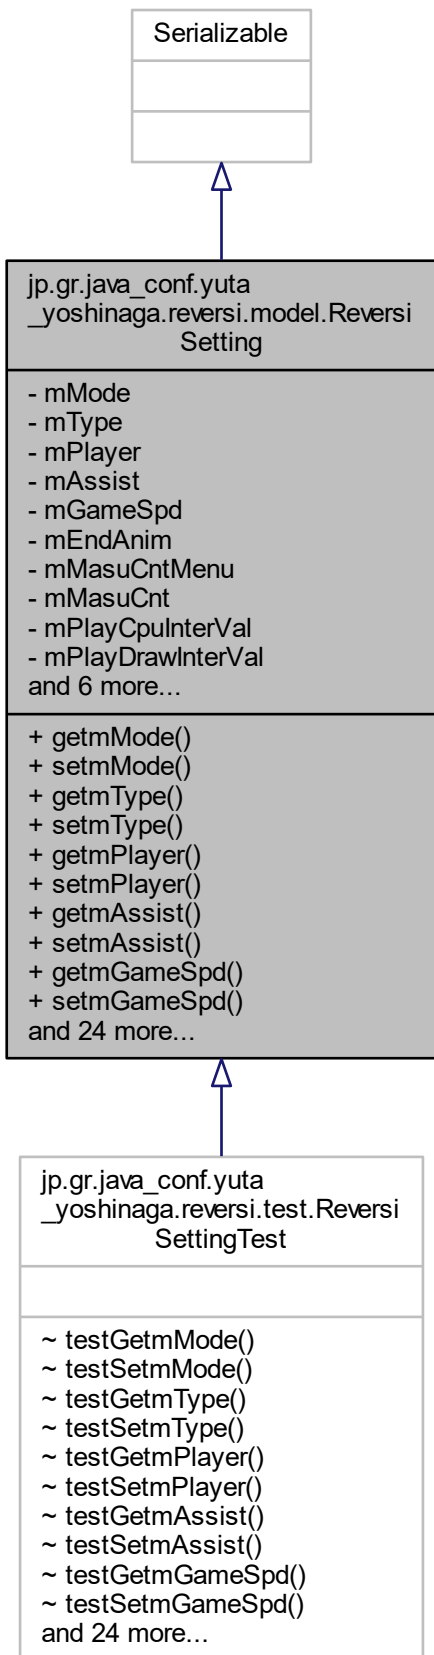 Serializable
jp.gr.java_conf.yuta
_yoshinaga.reversi.model.Reversi
Setting
- mMode
- mType
- mPlayer
- mAssist
- mGameSpd
- mEndAnim
- mMasuCntMenu
- mMasuCnt
- mPlayCpuInterVal
- mPlayDrawInterVal
and 6 more...
+ getmMode()
+ setmMode()
+ getmType()
+ setmType()
+ getmPlayer()
+ setmPlayer()
+ getmAssist()
+ setmAssist()
+ getmGameSpd()
+ setmGameSpd()
and 24 more...
jp.gr.java_conf.yuta
_yoshinaga.reversi.test.Reversi
SettingTest
~ testGetmMode()
~ testSetmMode()
~ testGetmType()
~ testSetmType()
~ testGetmPlayer()
~ testSetmPlayer()
~ testGetmAssist()
~ testSetmAssist()
~ testGetmGameSpd()
~ testSetmGameSpd()
and 24 more...